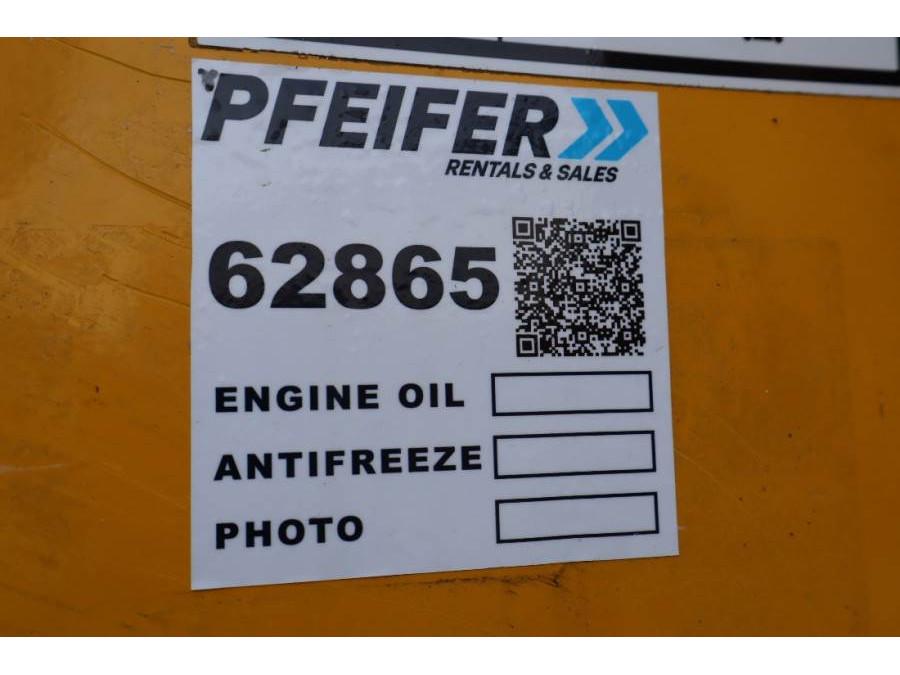 PFEIFER
RENTALS & SALES
62865
ENGINE OIL
ANTIFREEZE
PHOTO